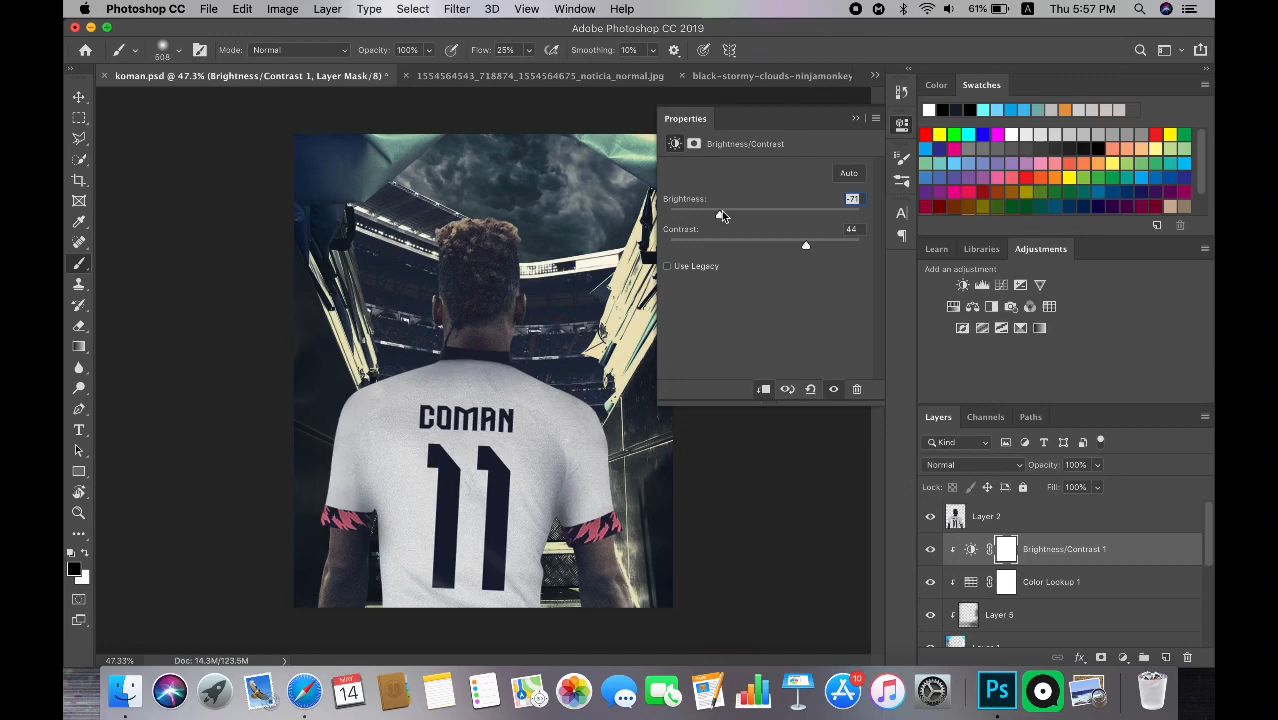 Photoshop CC File Edit Image Layer Type Select Filter 3D View Window Help 61% A Thu 5:57 PM
Adobe Photoshop CC 2019
508 Mode: Normal Opacity: 100% Flow: 25% Smoothing: 10%
koman.psd @ 47.3% (Brightness/Contrast 1, Layer Mask/8) * 1554564543_718874_1554564675_noticia_normal.jpg black-stormy-clouds-ninjamonkey
Color Swatches
Properties
Brightness/Contrast
Auto
Brightness: -71
Contrast: 44
Use Legacy
Learn Libraries Adjustments
Add an adjustment
COMAN
11
Layers Channels Paths
Kind
Normal Opacity: 100%
Lock: Fill: 100%
Layer 2
Brightness/Contrast 1
Color Lookup 1
Layer 5
47.33% Doc: 14.3M/123.5M
MAY
14
10
Ps